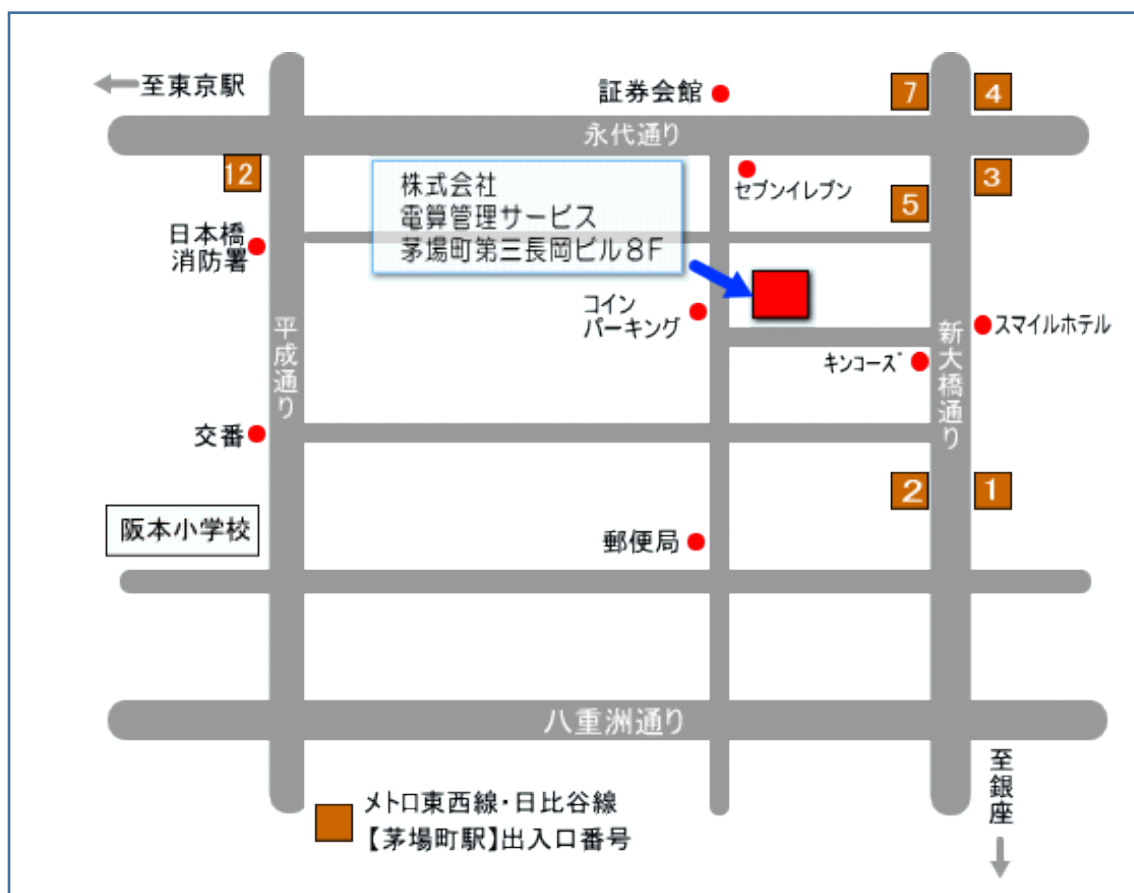 至東京駅
証券会館
7
4
永代通り
12
株式会社
電算管理サービス
茅場町第三長岡ビル8F
セブンイレブン
3
5
日本橋
消防署
コイン
パーキング
スマイルホテル
キンコーズ
平成通り
新大橋通り
交番
2
1
阪本小学校
郵便局
八重洲通り
至銀座
メトロ東西線・日比谷線
【茅場町駅】出入口番号